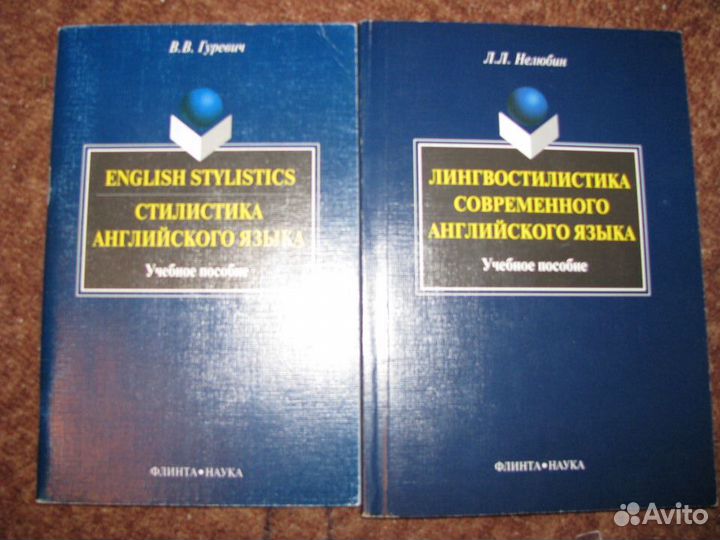 В.В. Гуревич
ENGLISH STYLISTICS
СТИЛИСТИКА
АНГЛИЙСКОГО ЯЗЫКА
Учебное пособие
ФЛИНТА•НАУКА
Л.Л. Нелюбин
ЛИНГВОСТИЛИСТИКА
СОВРЕМЕННОГО
АНГЛИЙСКОГО ЯЗЫКА
Учебное пособие
ФЛИНТА•НАУКА
Avito